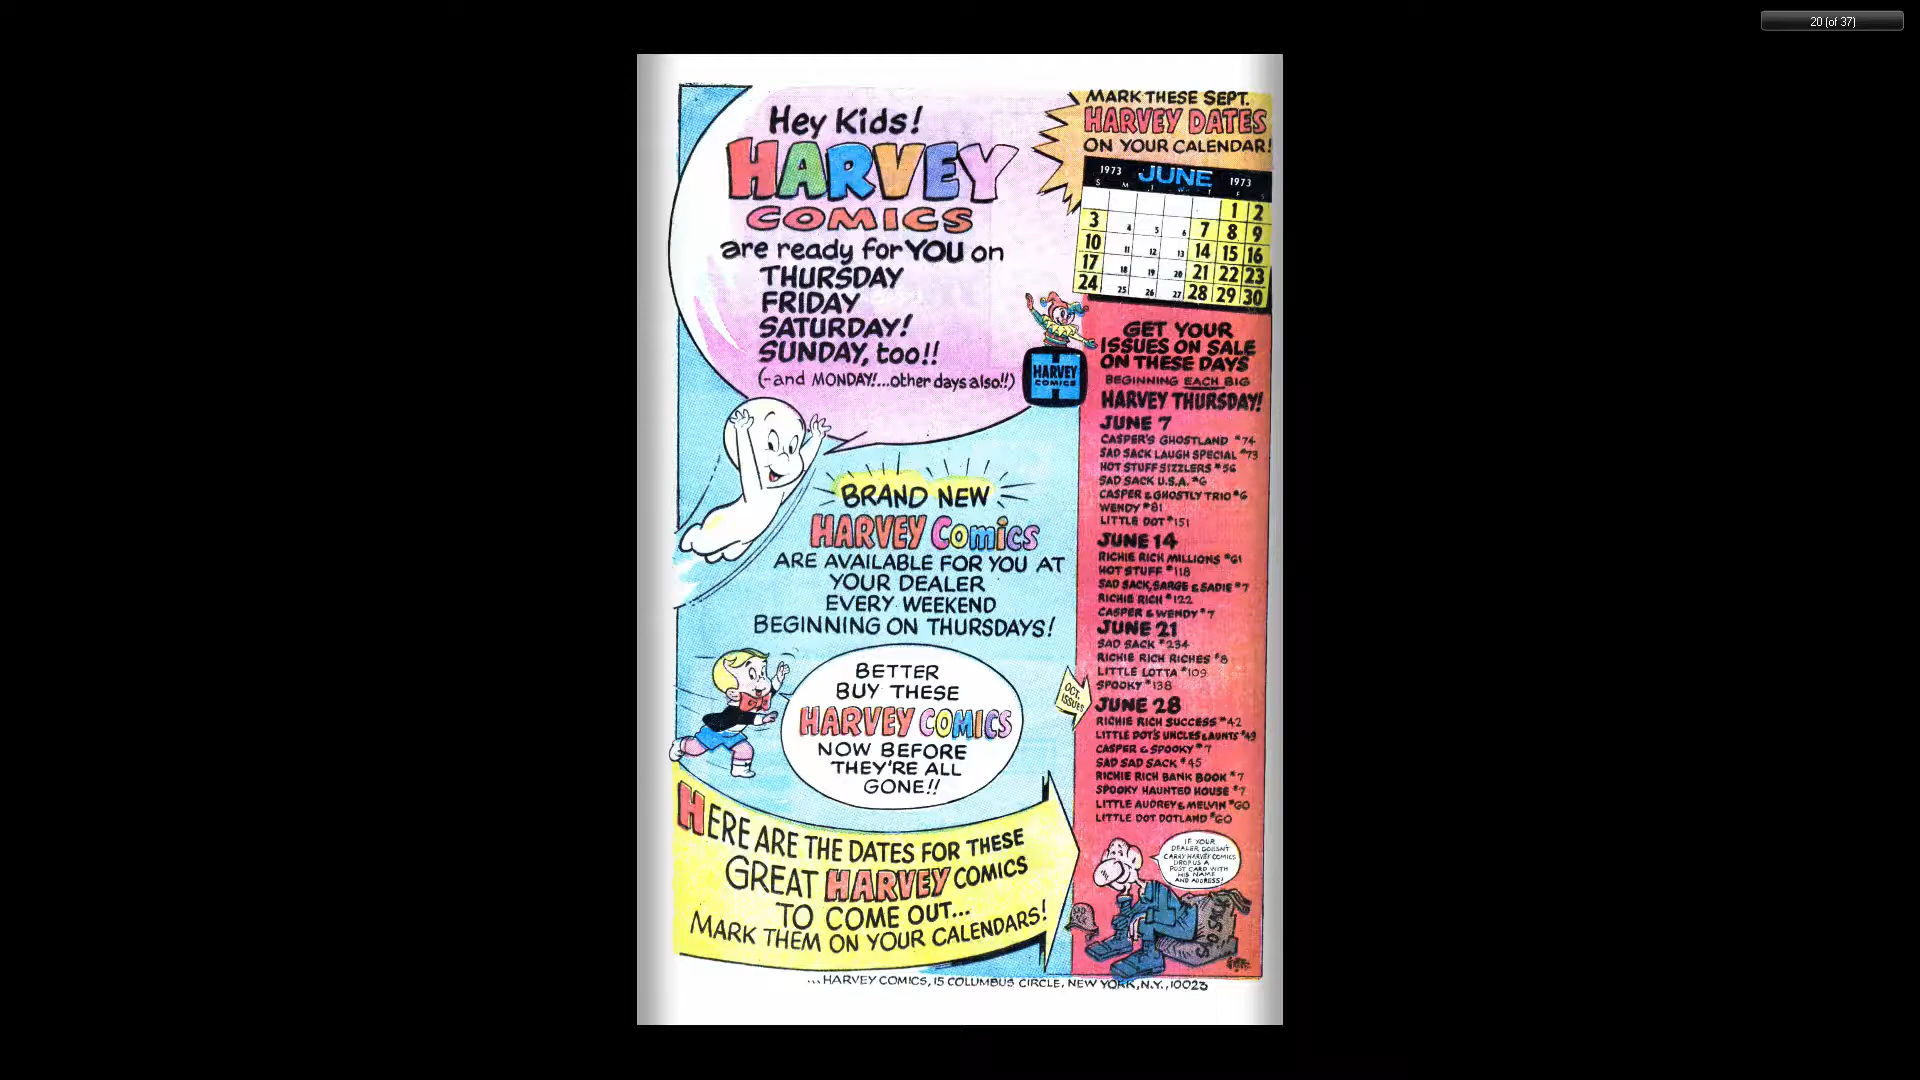 20 (of 37)
Hey Kids!
HARVEY
COMICS
are ready for YOU on
THURSDAY
FRIDAY
SATURDAY!
SUNDAY, too!!
(-and MONDAY!...other days also!!)
BRAND NEW
HARVEY Comics
ARE AVAILABLE FOR YOU AT
YOUR DEALER
EVERY WEEKEND
BEGINNING ON THURSDAYS!
BETTER
BUY THESE
HARVEY COMICS
NOW BEFORE
THEY'RE ALL
GONE!!
HERE ARE THE DATES FOR THESE
GREAT HARVEY COMICS
TO COME OUT...
MARK THEM ON YOUR CALENDARS!
MARK THESE SEPT.
HARVEY DATES
ON YOUR CALENDAR!
1973 JUNE 1973
S M T W T F S
1 2
3 4 5 6 7 8 9
10 11 12 13 14 15 16
17 18 19 20 21 22 23
24 25 26 27 28 29 30
HARVEY
COMICS
GET YOUR
ISSUES ON SALE
ON THESE DAYS
BEGINNING EACH BIG
HARVEY THURSDAY!
JUNE 7
CASPER'S GHOSTLAND #74
SAD SACK LAUGH SPECIAL #73
HOT STUFF SIZZLERS #56
SAD SACK U.S.A. #6
CASPER & GHOSTLY TRIO #6
WENDY #81
LITTLE DOT #151
JUNE 14
RICHIE RICH MILLIONS #61
HOT STUFF #118
SAD SACK, SARGE & SADIE #7
RICHIE RICH #122
CASPER & WENDY #7
JUNE 21
SAD SACK #234
RICHIE RICH RICHES #8
LITTLE LOTTA #109
SPOOKY #138
OCT.
ISSUES
JUNE 28
RICHIE RICH SUCCESS #42
LITTLE DOT'S UNCLES & AUNTS #49
CASPER & SPOOKY #7
SAD SAD SACK #45
RICHIE RICH BANK BOOK #7
SPOOKY HAUNTED HOUSE #7
LITTLE AUDREY & MELVIN #60
LITTLE DOT DOTLAND #60
IF YOUR
DEALER DOESN'T
CARRY HARVEY COMICS
DROP US A
POST CARD WITH
HIS NAME
AND ADDRESS!
SAD SACK
...HARVEY COMICS, 15 COLUMBUS CIRCLE, NEW YORK, N.Y., 10023